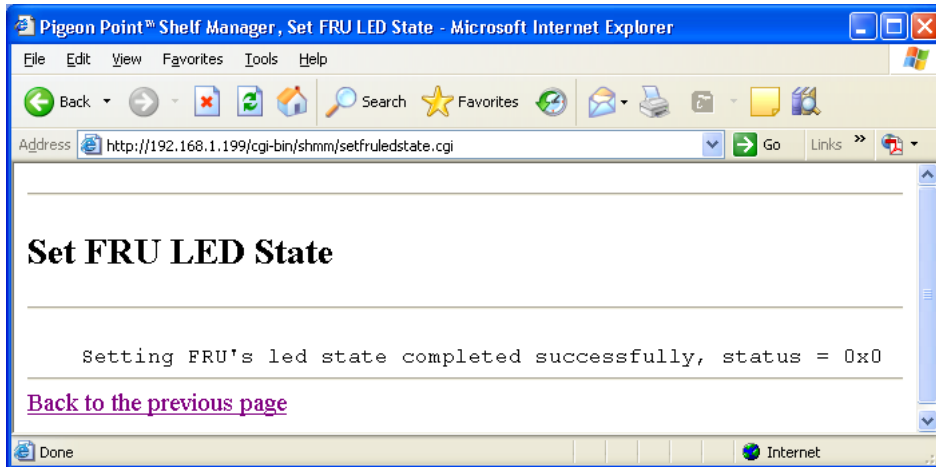 Pigeon Point™ Shelf Manager, Set FRU LED State - Microsoft Internet Explorer
File Edit View Favorites Tools Help
Back Search Favorites
Address http://192.168.1.199/cgi-bin/shmm/setfruledstate.cgi Go Links »
Set FRU LED State
Setting FRU's led state completed successfully, status = 0x0
Back to the previous page
Done Internet